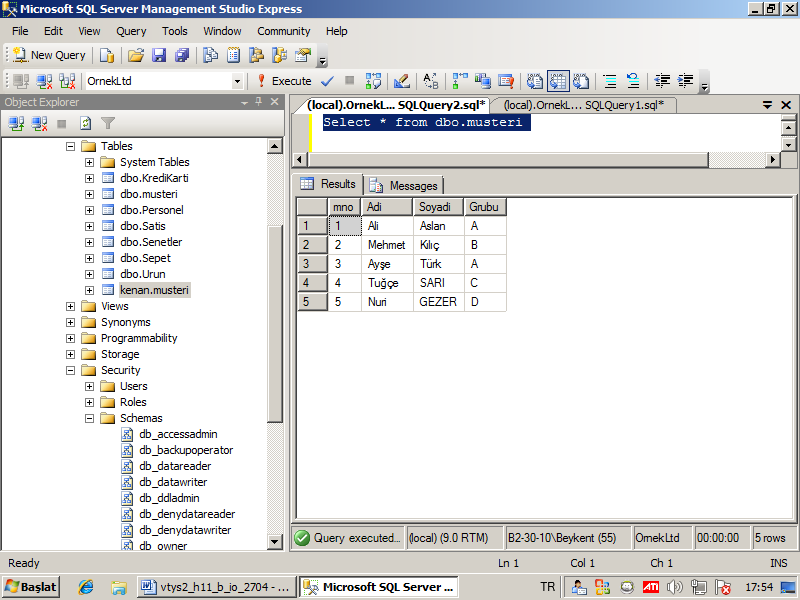 Microsoft SQL Server Management Studio Express
File Edit View Query Tools Window Community Help
New Query
OrnekLtd Execute
Object Explorer
Tables
System Tables
dbo.KrediKarti
dbo.musteri
dbo.Personel
dbo.Satis
dbo.Senetler
dbo.Sepet
dbo.Urun
kenan.musteri
Views
Synonyms
Programmability
Storage
Security
Users
Roles
Schemas
db_accessadmin
db_backupoperator
db_datareader
db_datawriter
db_ddladmin
db_denydatareader
db_denydatawriter
db_owner
(local).OrnekL... SQLQuery2.sql* (local).OrnekL... SQLQuery1.sql*
Select * from dbo.musteri
Results Messages
mno Adi Soyadi Grubu
1 1 Ali Aslan A
2 2 Mehmet Kılıç B
3 3 Ayşe Türk A
4 4 Tuğçe SARI C
5 5 Nuri GEZER D
Query executed... (local) (9.0 RTM) B2-30-10\Beykent (55) OrnekLtd 00:00:00 5 rows
Ready Ln 1 Col 1 Ch 1 INS
Başlat vtys2_h11_b_io_2704 - ... Microsoft SQL Server ... TR ATI 17:54